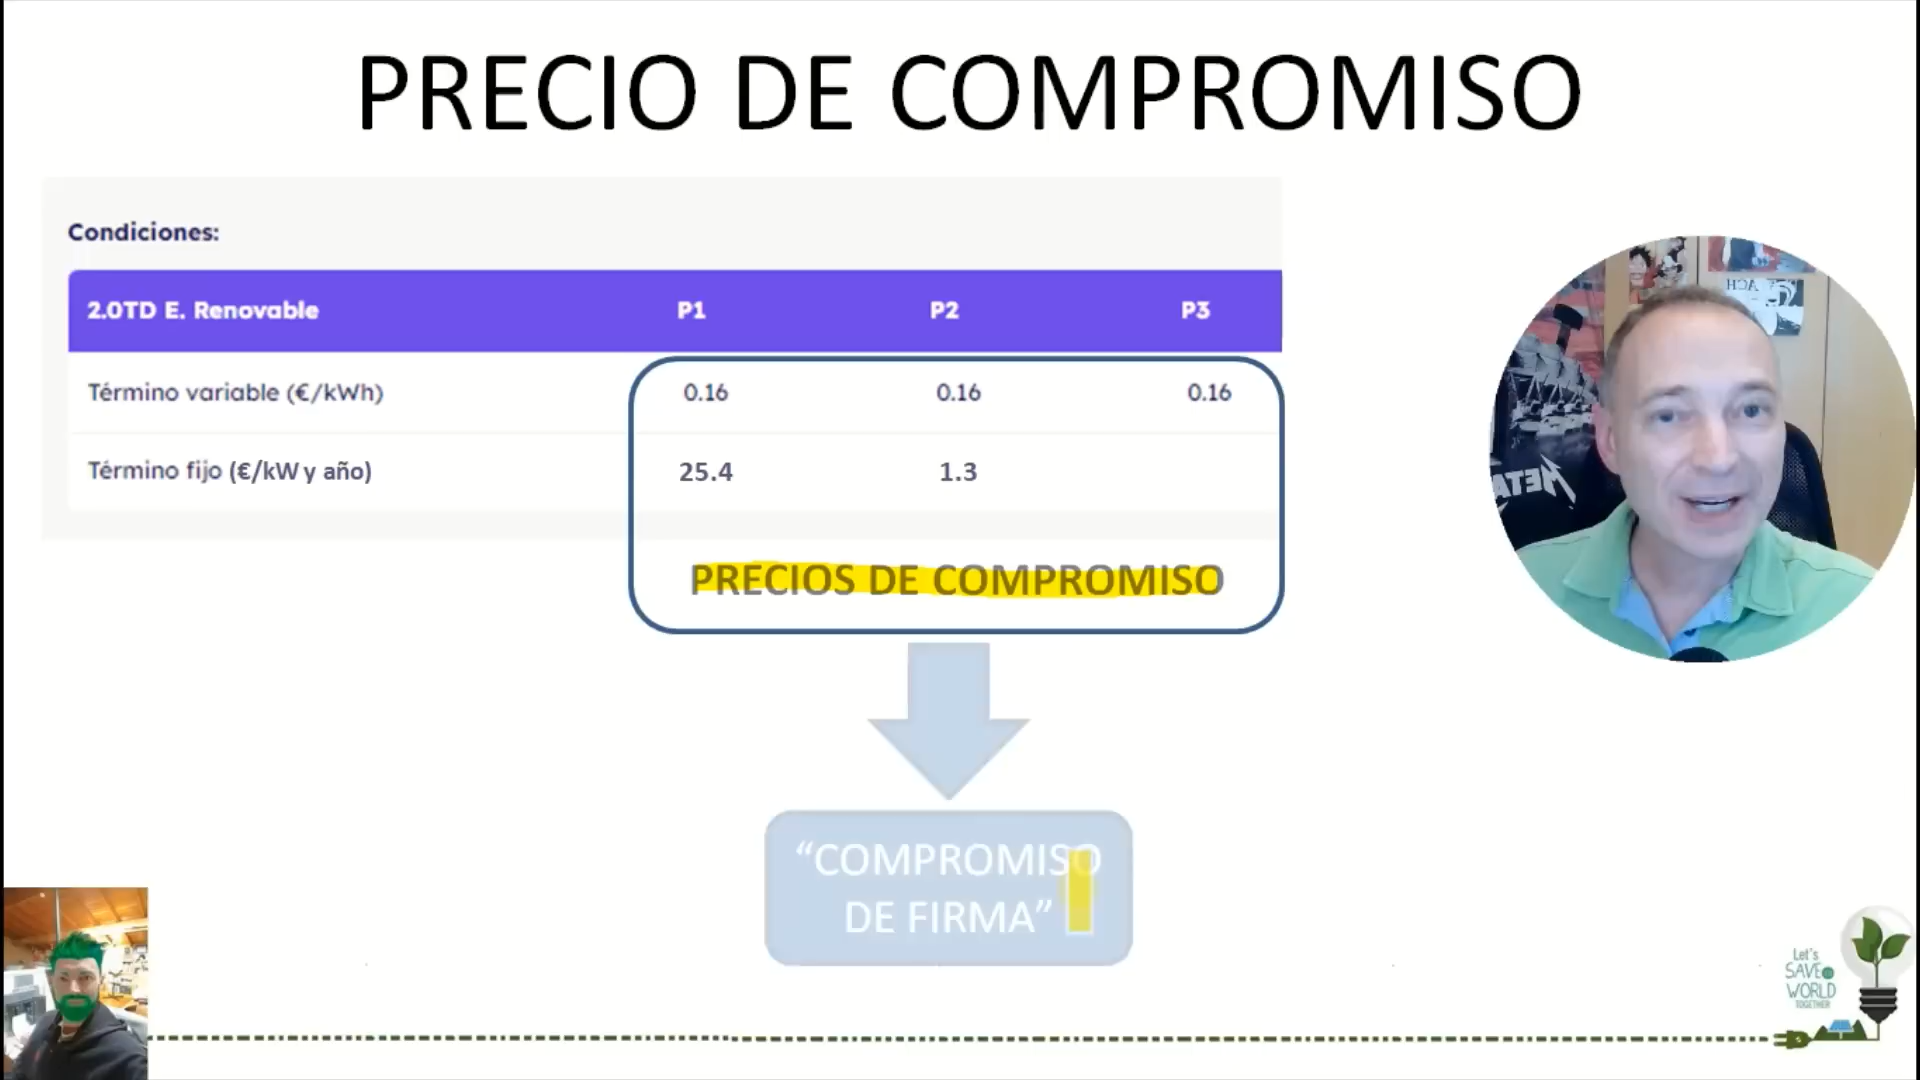 PRECIO DE COMPROMISO
Condiciones:
2.0TD E. Renovable P1 P2 P3
Término variable (€/kWh) 0.16 0.16 0.16
Término fijo (€/kW y año) 25.4 1.3
PRECIOS DE COMPROMISO
“COMPROMISO
DE FIRMA”
Let's
SAVE
WORLD
TOGETHER